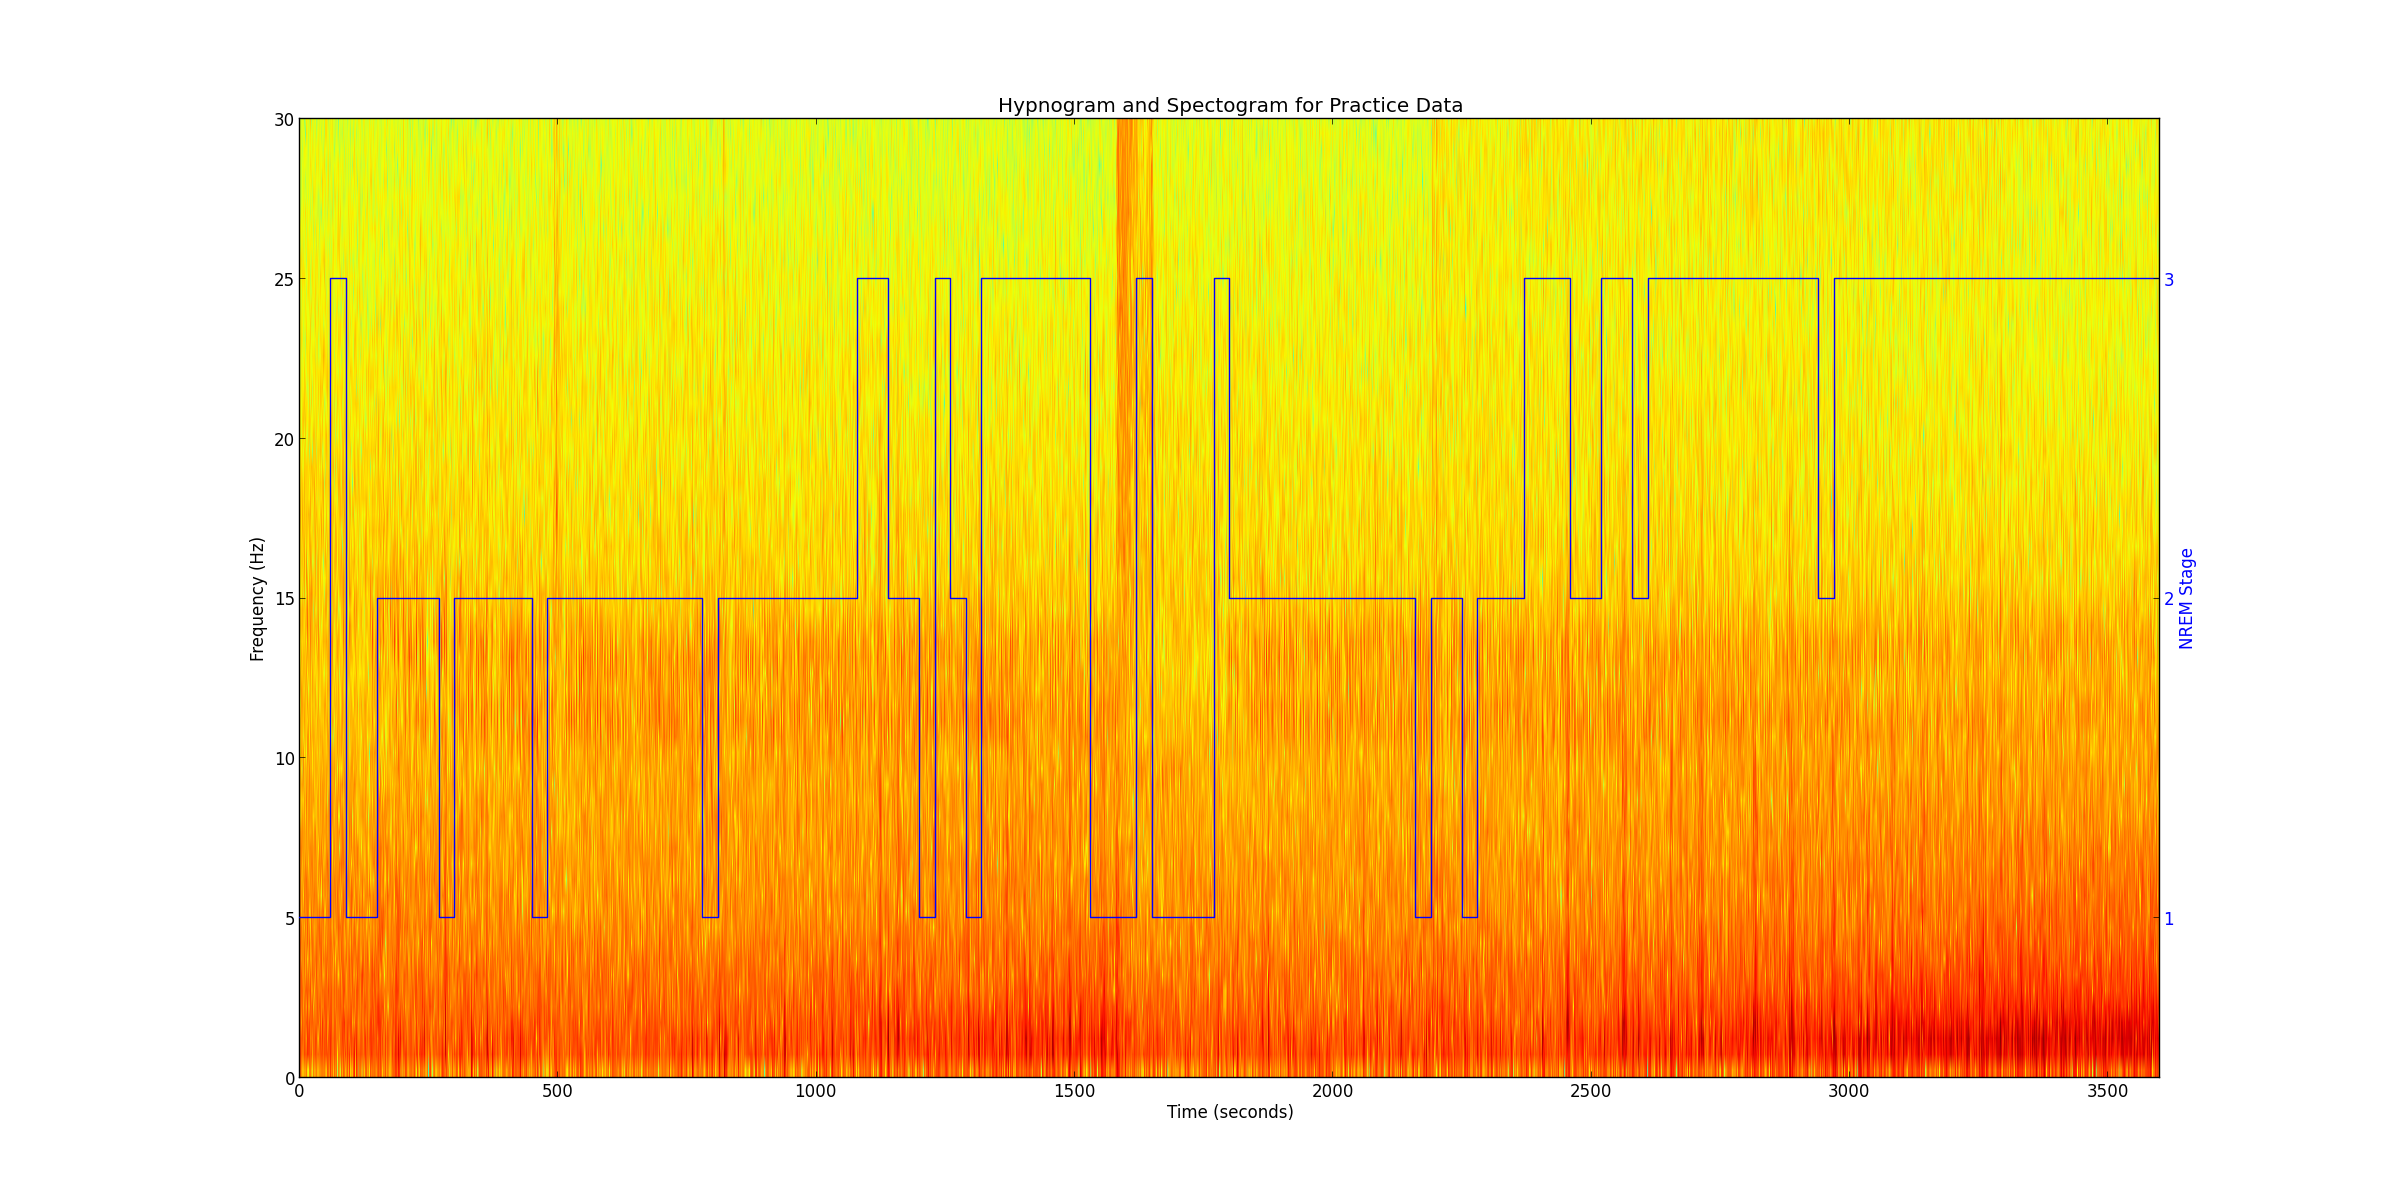 Hypnogram and Spectogram for Practice Data
30
25
20
15
10
5
0
Frequency (Hz)
3
2
1
NREM Stage
0 500 1000 1500 2000 2500 3000 3500
Time (seconds)